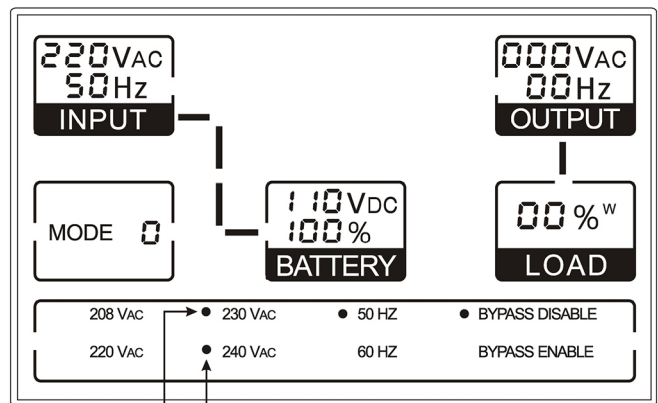 220VAC
50Hz
INPUT
000VAC
00Hz
OUTPUT
MODE 0
110VDC
100%
BATTERY
00%W
LOAD
208 VAC ● 230 VAC ● 50 HZ ● BYPASS DISABLE
220 VAC ● 240 VAC 60 HZ BYPASS ENABLE